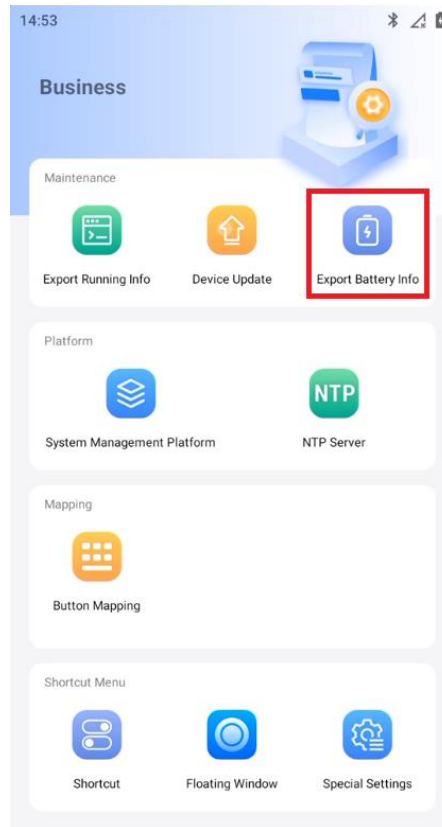 14:53
Business
Maintenance
Export Running Info
Device Update
Export Battery Info
Platform
NTP
System Management Platform
NTP Server
Mapping
Button Mapping
Shortcut Menu
Shortcut
Floating Window
Special Settings